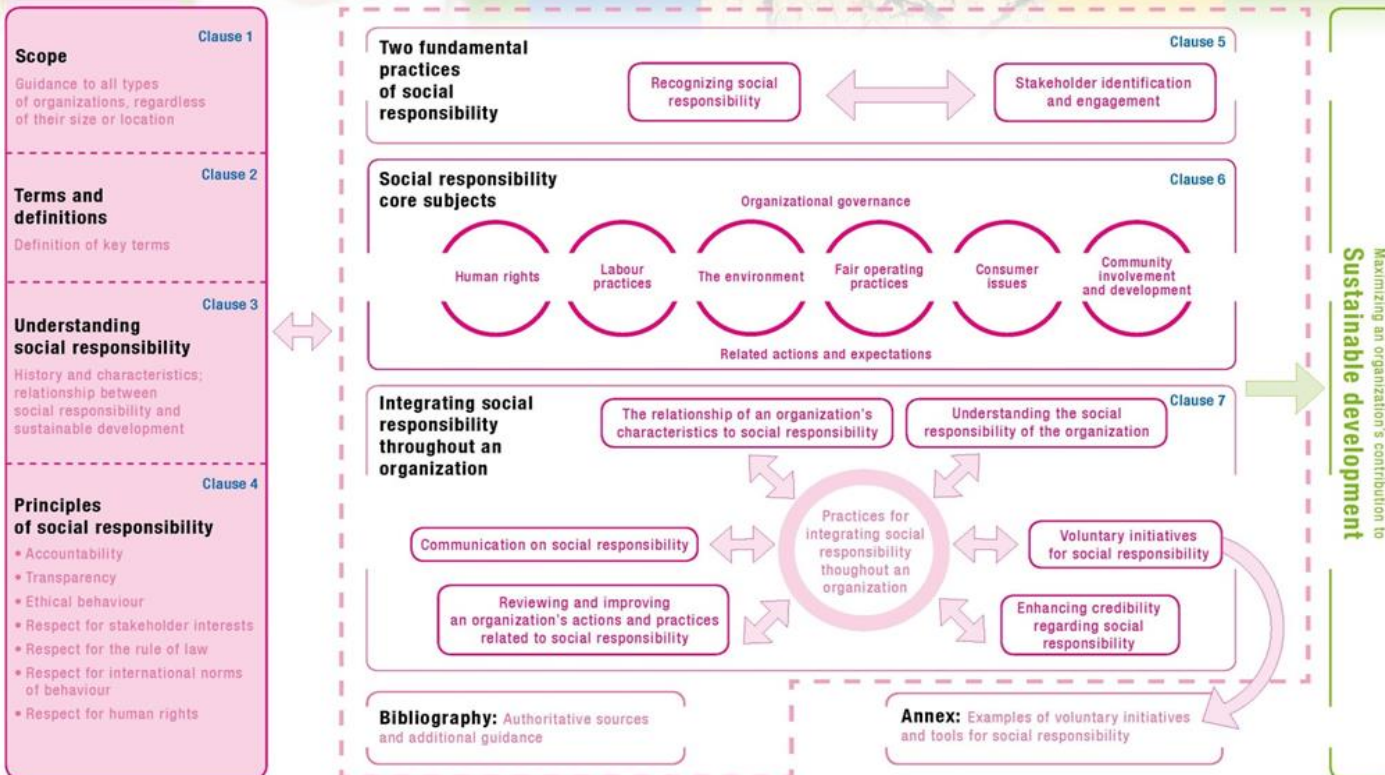 Clause 1
Scope
Guidance to all types
of organizations, regardless
of their size or location
Clause 2
Terms and
definitions
Definition of key terms
Clause 3
Understanding
social responsibility
History and characteristics;
relationship between
social responsibility and
sustainable development
Clause 4
Principles
of social responsibility
• Accountability
• Transparency
• Ethical behaviour
• Respect for stakeholder interests
• Respect for the rule of law
• Respect for international norms
of behaviour
• Respect for human rights
Two fundamental
practices
of social
responsibility
Clause 5
Recognizing social
responsibility
Stakeholder identification
and engagement
Social responsibility
core subjects
Clause 6
Organizational governance
Human rights
Labour
practices
The environment
Fair operating
practices
Consumer
issues
Community
involvement
and development
Related actions and expectations
Integrating social
responsibility
throughout an
organization
Clause 7
The relationship of an organization's
characteristics to social responsibility
Understanding the social
responsibility of the organization
Practices for
integrating social
responsibility
thoughout an
organization
Communication on social responsibility
Voluntary initiatives
for social responsibility
Reviewing and improving
an organization's actions and practices
related to social responsibility
Enhancing credibility
regarding social
responsibility
Bibliography: Authoritative sources
and additional guidance
Annex: Examples of voluntary initiatives
and tools for social responsibility
Maximizing an organization's contribution to
Sustainable development